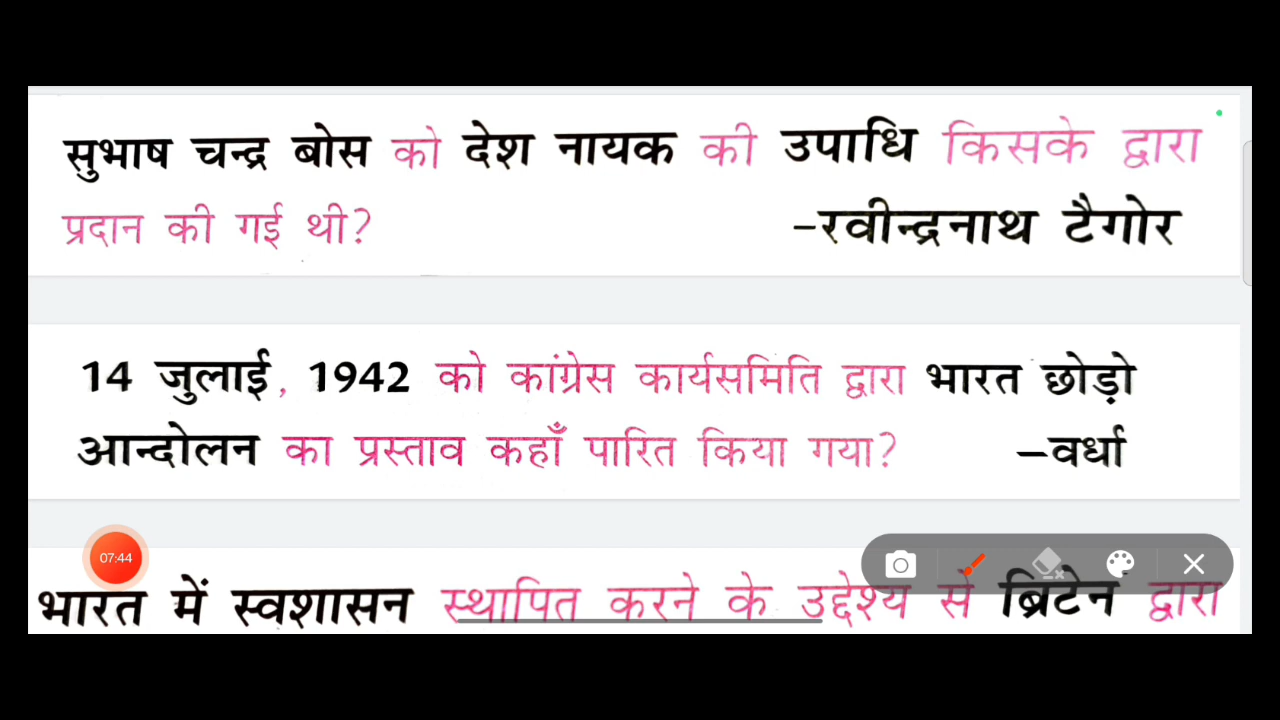 सुभाष चन्द्र बोस को देश नायक की उपाधि किसके द्वारा
प्रदान की गई थी? –रवीन्द्रनाथ टैगोर
14 जुलाई, 1942 को कांग्रेस कार्यसमिति द्वारा भारत छोड़ो
आन्दोलन का प्रस्ताव कहाँ पारित किया गया? –वर्धा
07:44
भारत में स्वशासन स्थापित करने के उद्देश्य से ब्रिटेन द्वारा